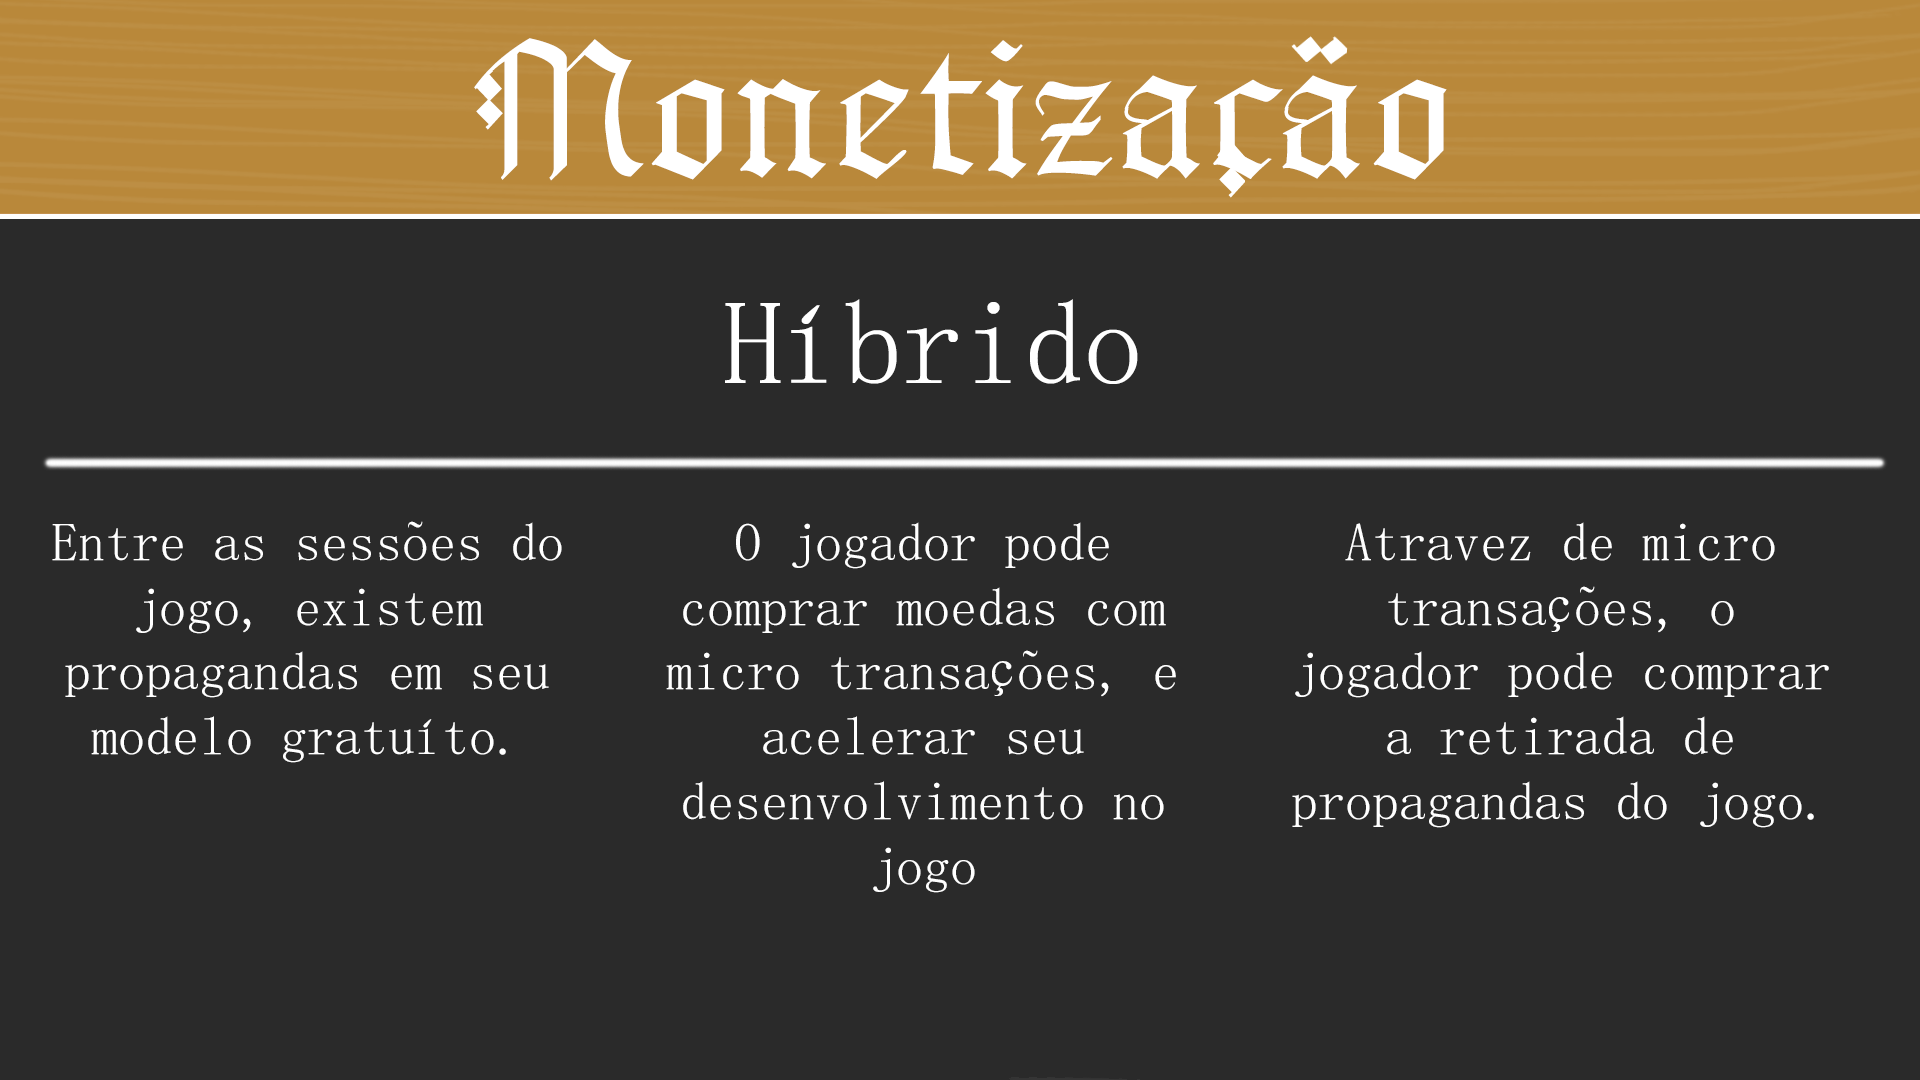 Monetização
Híbrido
Entre as sessões do
jogo, existem
propagandas em seu
modelo gratuíto.
O jogador pode
comprar moedas com
micro transações, e
acelerar seu
desenvolvimento no
jogo
Atravez de micro
transações, o
jogador pode comprar
a retirada de
propagandas do jogo.